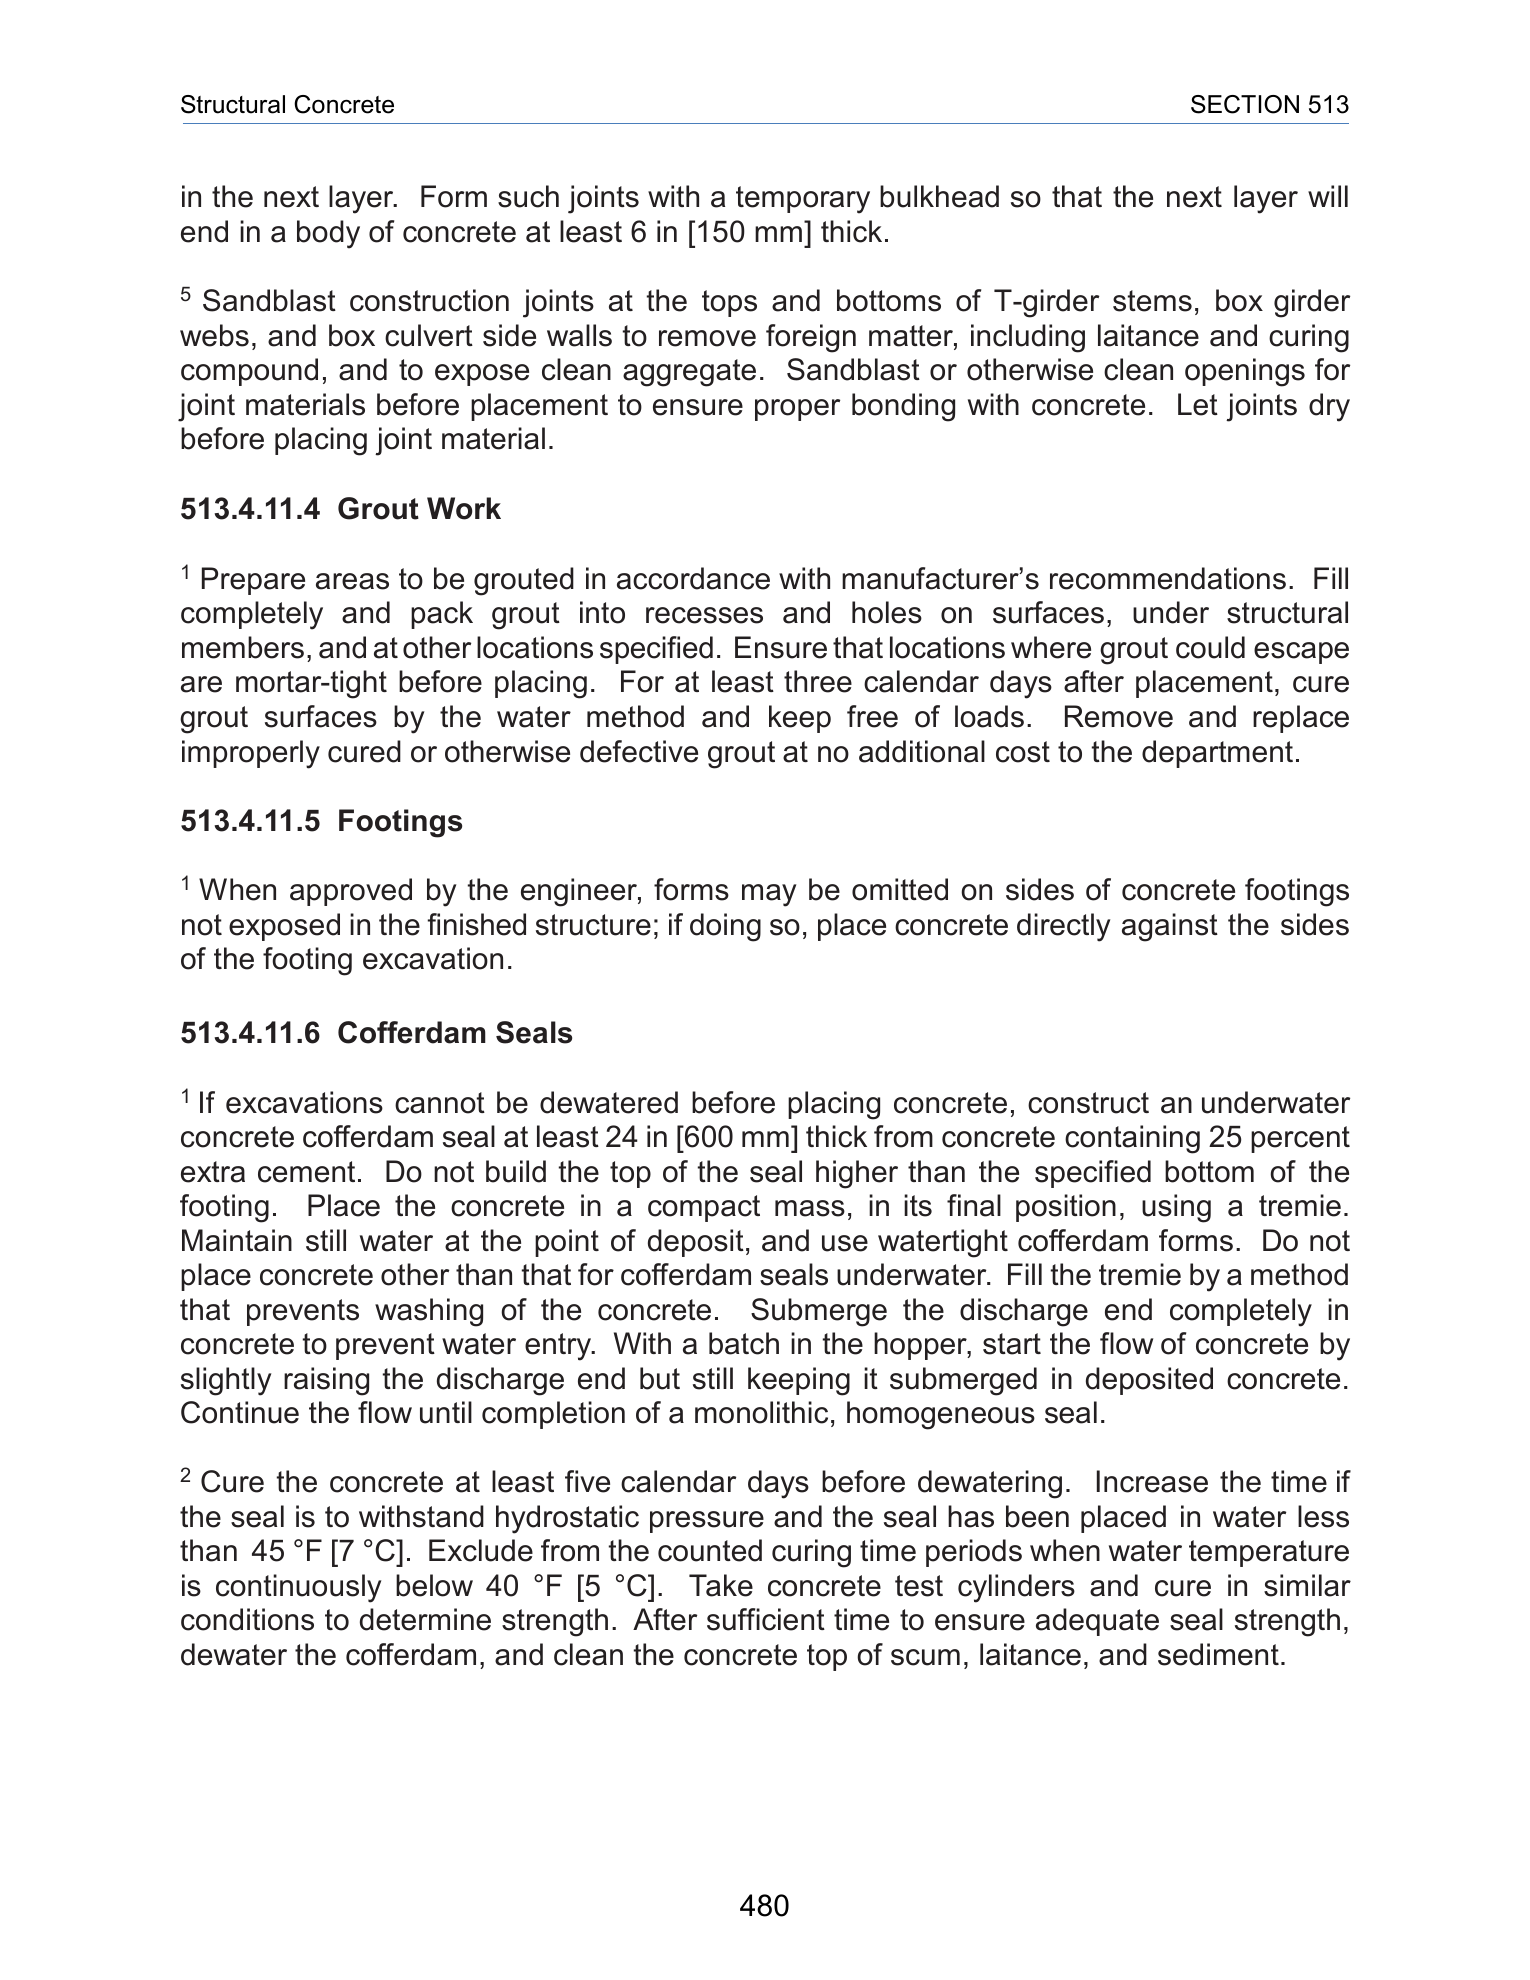 Structural Concrete SECTION 513
in the next layer. Form such joints with a temporary bulkhead so that the next layer will
end in a body of concrete at least 6 in [150 mm] thick.
5 Sandblast construction joints at the tops and bottoms of T-girder stems, box girder
webs, and box culvert side walls to remove foreign matter, including laitance and curing
compound, and to expose clean aggregate. Sandblast or otherwise clean openings for
joint materials before placement to ensure proper bonding with concrete. Let joints dry
before placing joint material.
513.4.11.4 Grout Work
1 Prepare areas to be grouted in accordance with manufacturer’s recommendations. Fill
completely and pack grout into recesses and holes on surfaces, under structural
members, and at other locations specified. Ensure that locations where grout could escape
are mortar-tight before placing. For at least three calendar days after placement, cure
grout surfaces by the water method and keep free of loads. Remove and replace
improperly cured or otherwise defective grout at no additional cost to the department.
513.4.11.5 Footings
1 When approved by the engineer, forms may be omitted on sides of concrete footings
not exposed in the finished structure; if doing so, place concrete directly against the sides
of the footing excavation.
513.4.11.6 Cofferdam Seals
1 If excavations cannot be dewatered before placing concrete, construct an underwater
concrete cofferdam seal at least 24 in [600 mm] thick from concrete containing 25 percent
extra cement. Do not build the top of the seal higher than the specified bottom of the
footing. Place the concrete in a compact mass, in its final position, using a tremie.
Maintain still water at the point of deposit, and use watertight cofferdam forms. Do not
place concrete other than that for cofferdam seals underwater. Fill the tremie by a method
that prevents washing of the concrete. Submerge the discharge end completely in
concrete to prevent water entry. With a batch in the hopper, start the flow of concrete by
slightly raising the discharge end but still keeping it submerged in deposited concrete.
Continue the flow until completion of a monolithic, homogeneous seal.
2 Cure the concrete at least five calendar days before dewatering. Increase the time if
the seal is to withstand hydrostatic pressure and the seal has been placed in water less
than 45 °F [7 °C]. Exclude from the counted curing time periods when water temperature
is continuously below 40 °F [5 °C]. Take concrete test cylinders and cure in similar
conditions to determine strength. After sufficient time to ensure adequate seal strength,
dewater the cofferdam, and clean the concrete top of scum, laitance, and sediment.
480